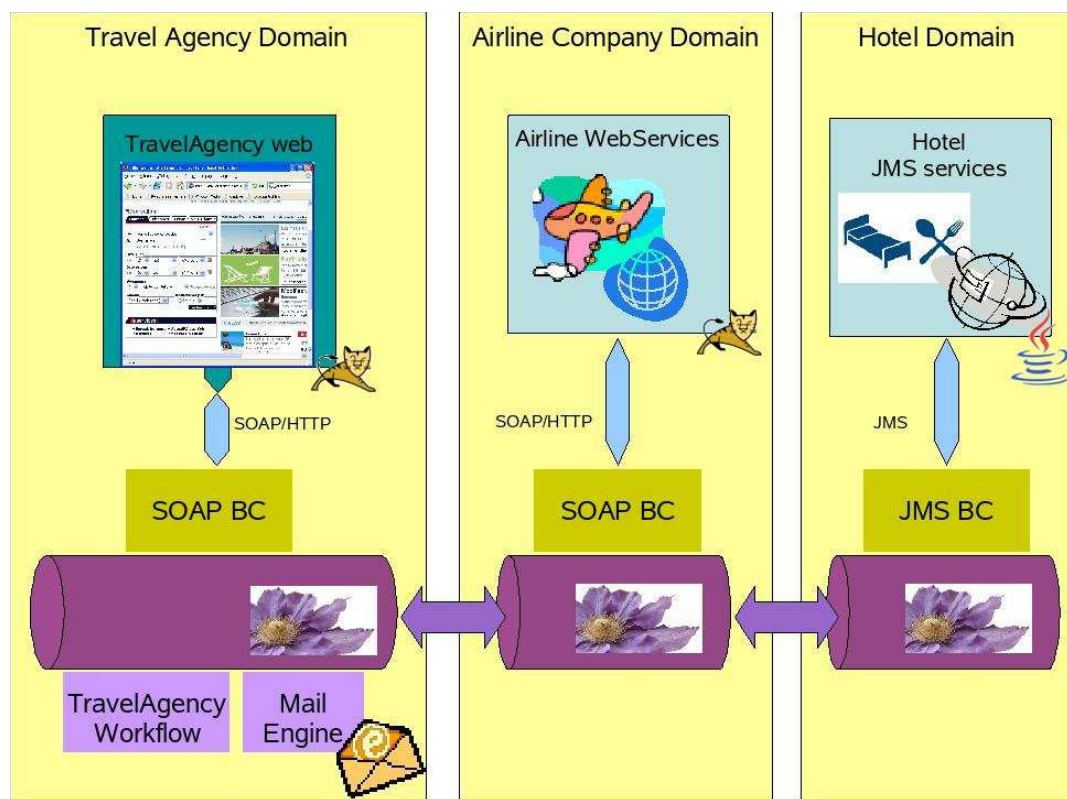 Travel Agency Domain
Airline Company Domain
Hotel Domain
TravelAgency web
Airline WebServices
Hotel
JMS services
SOAP/HTTP
SOAP/HTTP
JMS
SOAP BC
SOAP BC
JMS BC
TravelAgency
Workflow
Mail
Engine